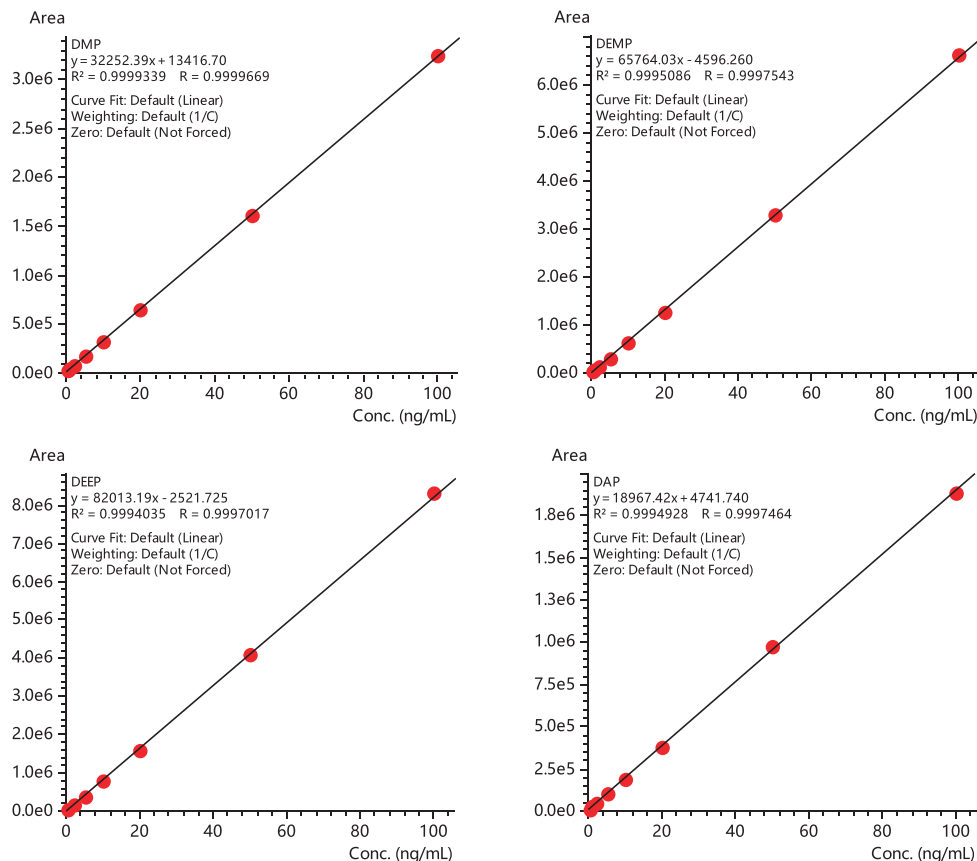 Area
DMP
y = 32252.39x + 13416.70
R² = 0.9999339 R = 0.9999669
Curve Fit: Default (Linear)
Weighting: Default (1/C)
Zero: Default (Not Forced)
3.0e6
2.5e6
2.0e6
1.5e6
1.0e6
5.0e5
0.0e0
0 20 40 60 80 100
Conc. (ng/mL)
Area
DEMP
y = 65764.03x - 4596.260
R² = 0.9995086 R = 0.9997543
Curve Fit: Default (Linear)
Weighting: Default (1/C)
Zero: Default (Not Forced)
6.0e6
5.0e6
4.0e6
3.0e6
2.0e6
1.0e6
0.0e0
0 20 40 60 80 100
Conc. (ng/mL)
Area
DEEP
y = 82013.19x - 2521.725
R² = 0.9994035 R = 0.9997017
Curve Fit: Default (Linear)
Weighting: Default (1/C)
Zero: Default (Not Forced)
8.0e6
7.0e6
6.0e6
5.0e6
4.0e6
3.0e6
2.0e6
1.0e6
0.0e0
0 20 40 60 80 100
Conc. (ng/mL)
Area
DAP
y = 18967.42x + 4741.740
R² = 0.9994928 R = 0.9997464
Curve Fit: Default (Linear)
Weighting: Default (1/C)
Zero: Default (Not Forced)
1.8e6
1.5e6
1.3e6
1.0e6
7.5e5
5.0e5
2.5e5
0.0e0
0 20 40 60 80 100
Conc. (ng/mL)